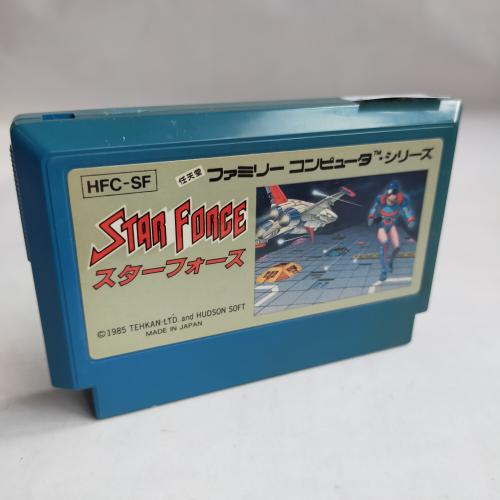 HFC-SF
任天堂 ファミリー コンピュータ™・シリーズ
STAR FORCE
スターフォース
©1985 TEHKAN LTD. and HUDSON SOFT
MADE IN JAPAN